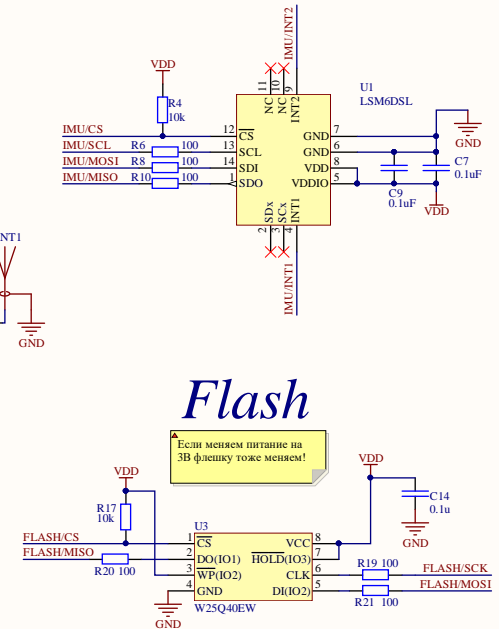 IMU/INT2
VDD
R4
10k
11
10
9
NC
NC
INT2
U1
LSM6DSL
IMU/CS
12
CS
GND
7
GND
IMU/SCL
R6
100
13
SCL
GND
6
IMU/MOSI
R8
100
14
SDI
VDD
8
C7
0.1uF
IMU/MISO
R10
100
1
SDO
VDDIO
5
C9
0.1uF
VDD
SDx
SCx
INT1
2
3
4
IMU/INT1
NT1
GND
Flash
Если меняем питание на
3В флешку тоже меняем!
VDD
VDD
R17
10k
C14
0.1u
GND
U3
FLASH/CS
1
CS
VCC
8
FLASH/MISO
R20 100
2
DO(IO1)
HOLD(IO3)
7
3
WP(IO2)
CLK
6
R19 100
FLASH/SCK
4
GND
DI(IO2)
5
R21 100
FLASH/MOSI
W25Q40EW
GND